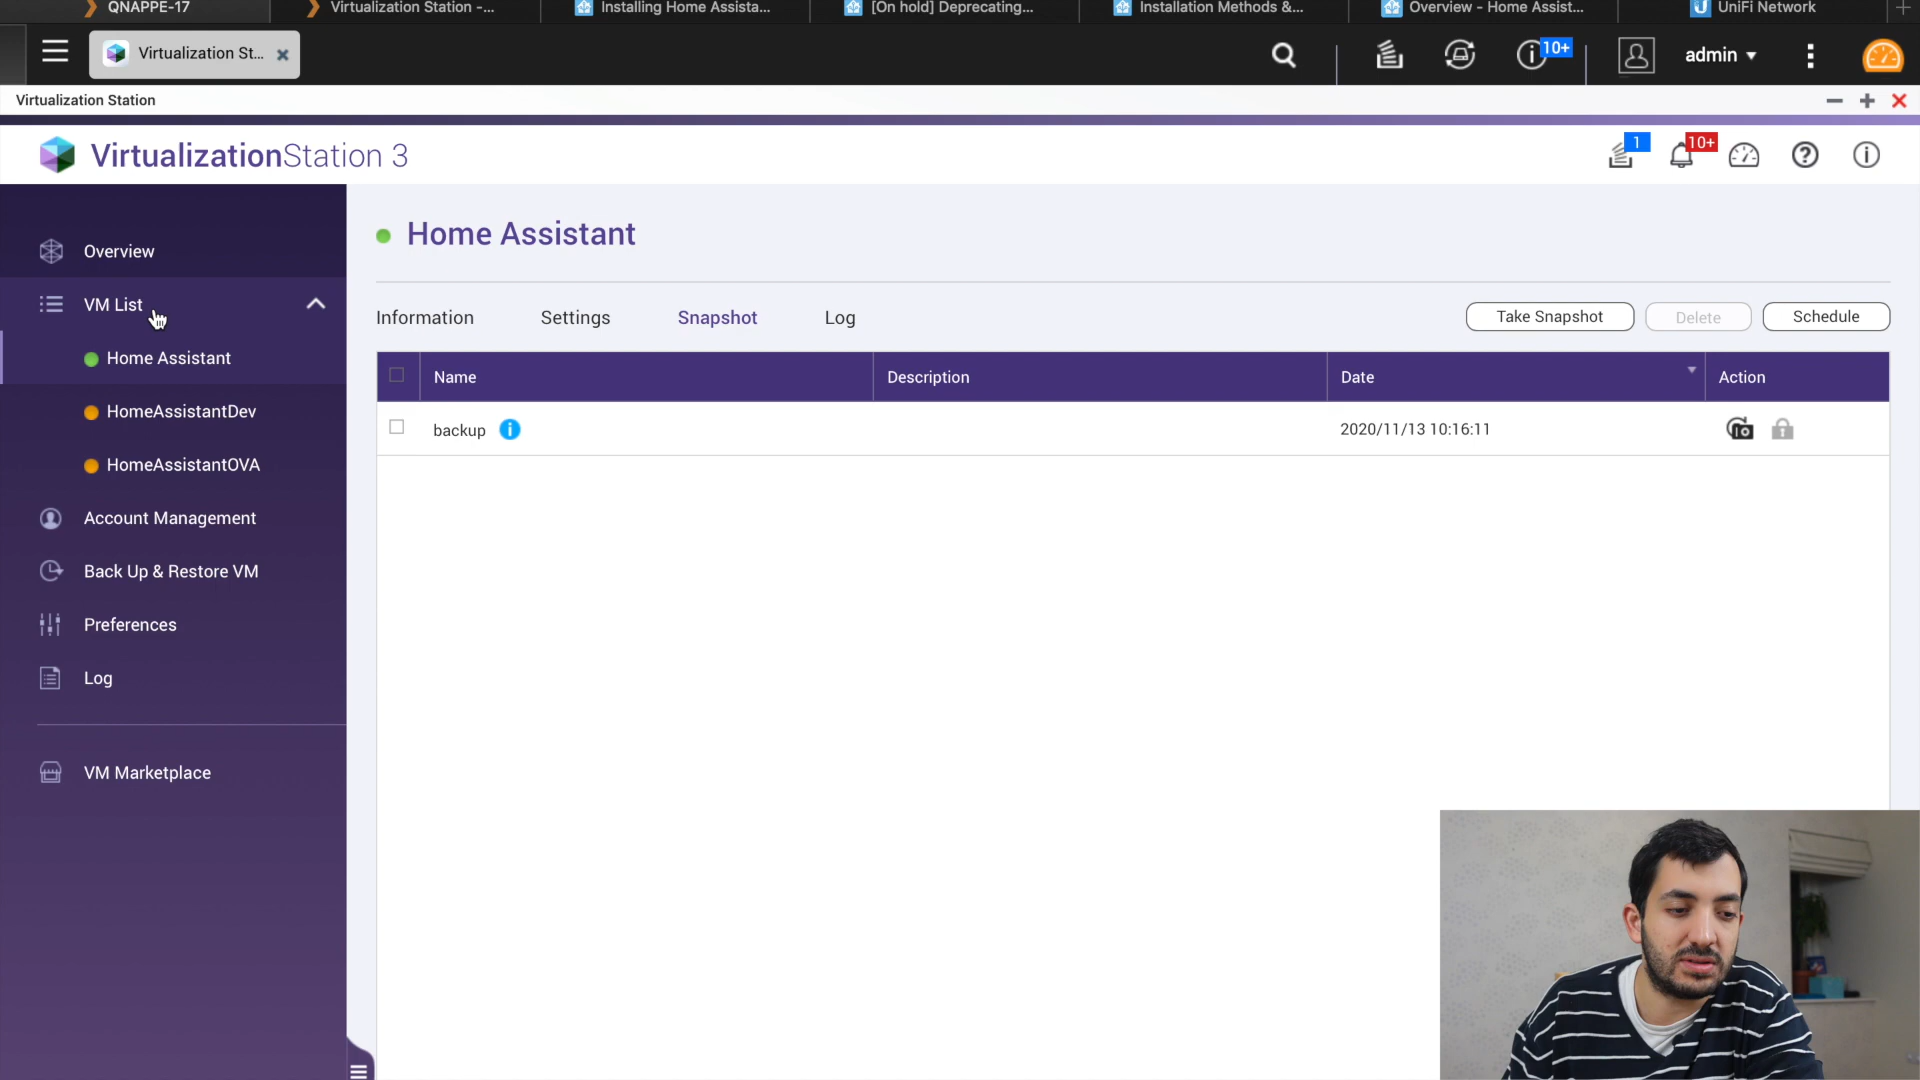 QNAPPE-17
Virtualization Station -...
Installing Home Assista...
[On hold] Deprecating...
Installation Methods &...
Overview - Home Assist...
UniFi Network
Virtualization St...
10+
admin
Virtualization Station
VirtualizationStation 3
1
10+
Overview
VM List
Home Assistant
HomeAssistantDev
HomeAssistantOVA
Account Management
Back Up & Restore VM
Preferences
Log
VM Marketplace
Home Assistant
Information Settings Snapshot Log
Take Snapshot Delete Schedule
Name Description Date Action
backup 2020/11/13 10:16:11